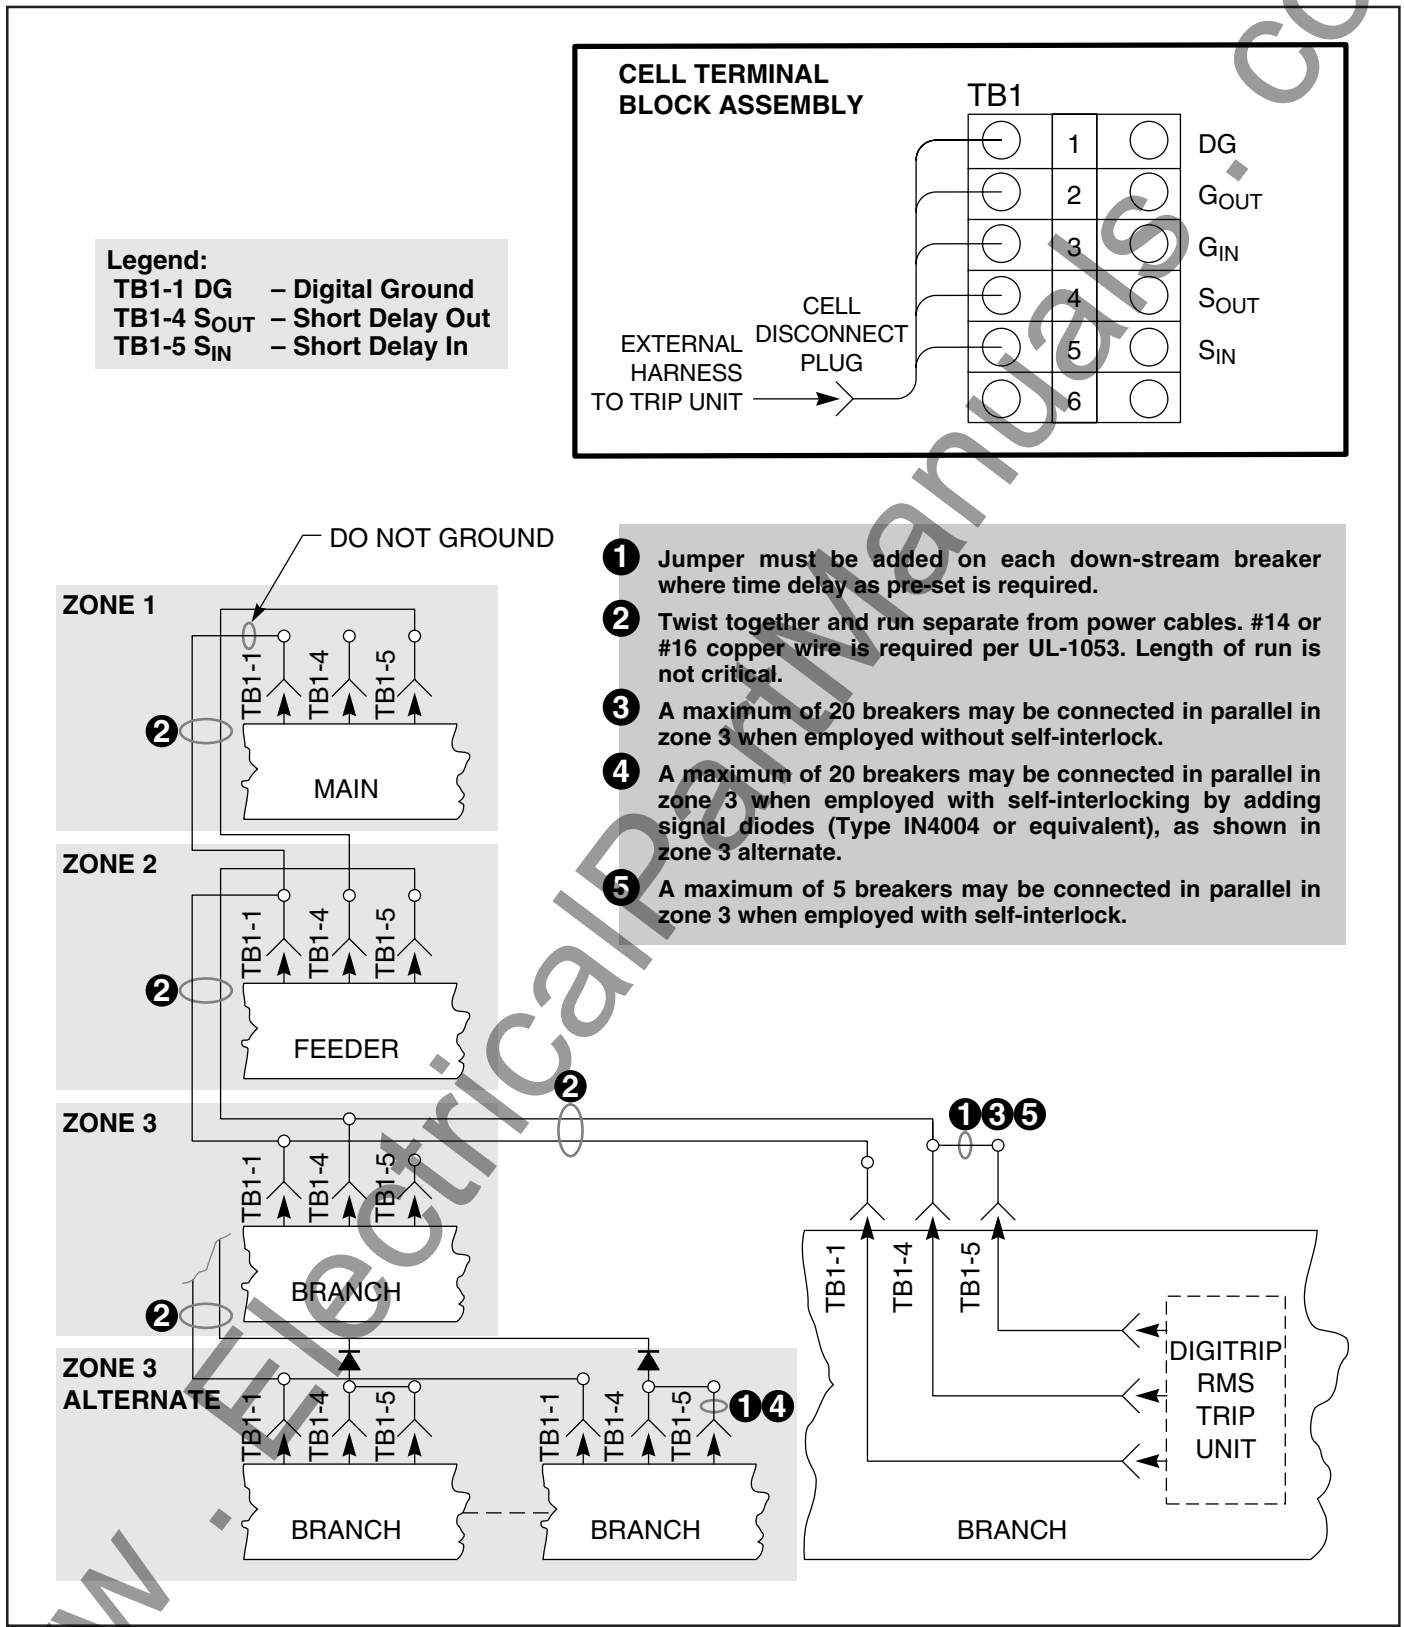 CELL TERMINAL
BLOCK ASSEMBLY
TB1
1 DG
2 GOUT
3 GIN
4 SOUT
5 SIN
6
CELL
DISCONNECT
PLUG
EXTERNAL
HARNESS
TO TRIP UNIT
Legend:
TB1-1 DG – Digital Ground
TB1-4 SOUT – Short Delay Out
TB1-5 SIN – Short Delay In
DO NOT GROUND
1 Jumper must be added on each down-stream breaker
where time delay as pre-set is required.
2 Twist together and run separate from power cables. #14 or
#16 copper wire is required per UL-1053. Length of run is
not critical.
3 A maximum of 20 breakers may be connected in parallel in
zone 3 when employed without self-interlock.
4 A maximum of 20 breakers may be connected in parallel in
zone 3 when employed with self-interlocking by adding
signal diodes (Type IN4004 or equivalent), as shown in
zone 3 alternate.
5 A maximum of 5 breakers may be connected in parallel in
zone 3 when employed with self-interlock.
ZONE 1
TB1-1
TB1-4
TB1-5
2
MAIN
ZONE 2
TB1-1
TB1-4
TB1-5
2
FEEDER
ZONE 3
2
1 3 5
TB1-1
TB1-4
TB1-5
BRANCH
2
ZONE 3
ALTERNATE
TB1-1
TB1-4
TB1-5
TB1-1
TB1-4
TB1-5
1 4
BRANCH
BRANCH
TB1-1
TB1-4
TB1-5
DIGITRIP
RMS
TRIP
UNIT
BRANCH
w . ElectricalPartManuals . co